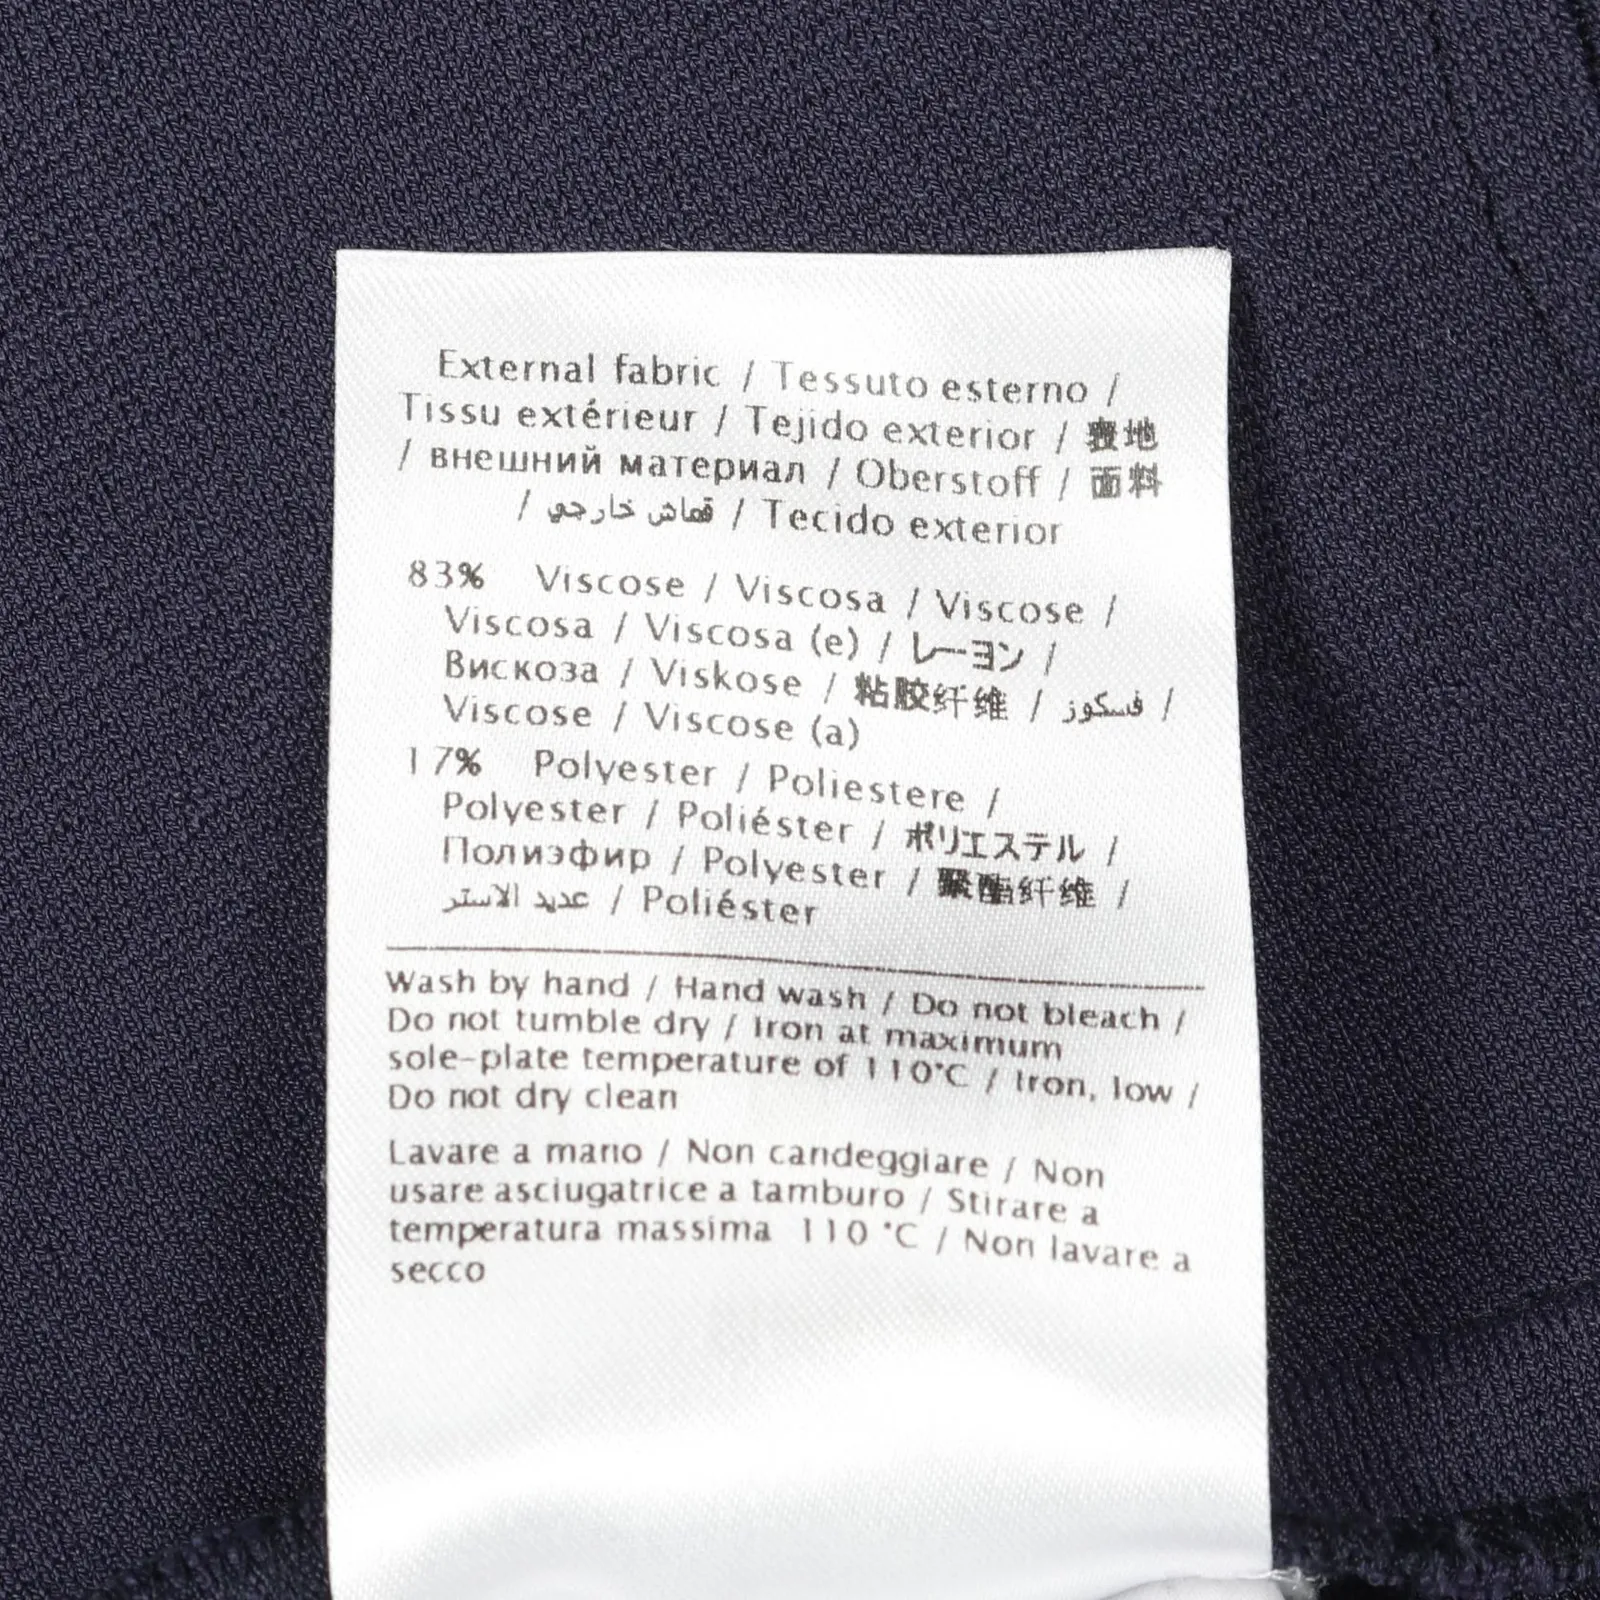 External fabric / Tessuto esterno /
Tissu extérieur / Tejido exterior / 表地
/ внешний материал / Oberstoff / 面料
/ قماش خارجي / Tecido exterior
83% Viscose / Viscosa / Viscose /
Viscosa / Viscosa (e) / レーヨン /
Вискоза / Viskose / 粘胶纤维 / فسكوز /
Viscose / Viscose (a)
17% Polyester / Poliestere /
Polyester / Poliéster / ポリエステル /
Полиэфир / Polyester / 聚酯纤维 /
عديد الاستر / Poliéster
Wash by hand / Hand wash / Do not bleach /
Do not tumble dry / Iron at maximum
sole-plate temperature of 110°C / Iron, low /
Do not dry clean
Lavare a mano / Non candeggiare / Non
usare asciugatrice a tamburo / Stirare a
temperatura massima 110 °C / Non lavare a
secco